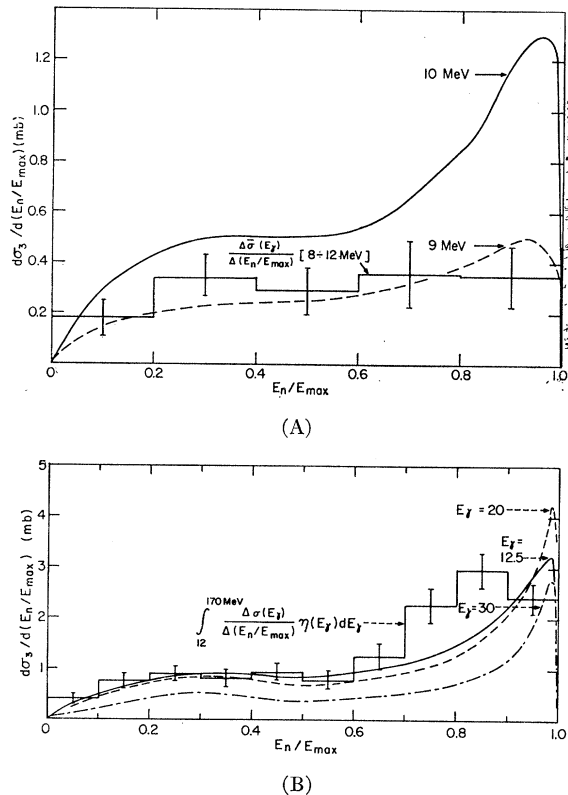 1.2
1.0
0.8
0.6
0.4
0.2
dσ₃/d(Eₙ/Emax)(mb)
10 MeV
9 MeV
Δσ̄(Eᵧ)
Δ(Eₙ/Emax)
[8÷12 MeV]
0 0.2 0.4 0.6 0.8 1.0
Eₙ/Emax
(A)
5
4
3
2
1
0
dσ₃/d(Eₙ/Emax) (mb)
Eᵧ = 20
Eᵧ =
12.5
Eᵧ=30
170 MeV
∫ Δσ(Eᵧ) / Δ(Eₙ/Emax) η(Eᵧ)dEᵧ
12
0 0.2 0.4 0.6 0.8 1.0
Eₙ/Emax
(B)